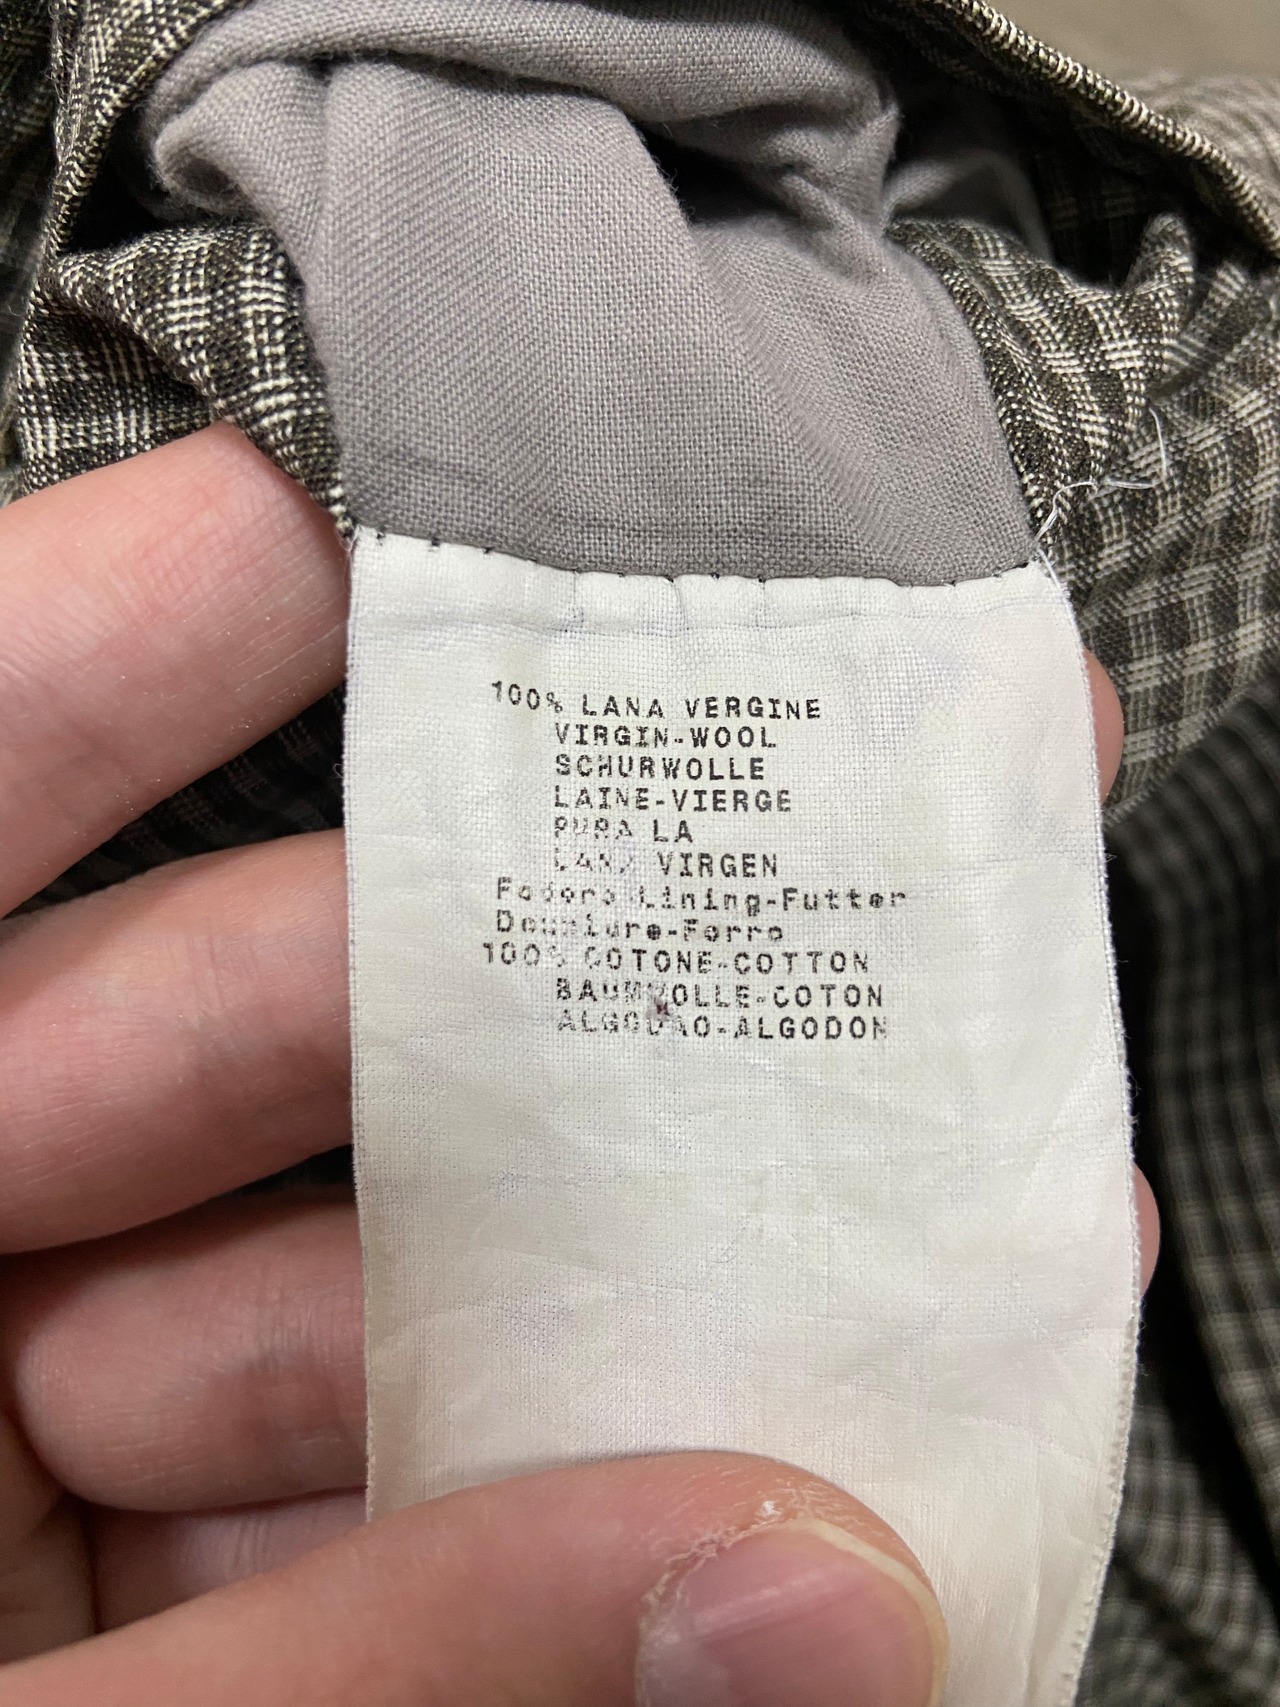 100% LANA VERGINE
VIRGIN-WOOL
SCHURWOLLE
LAINE-VIERGE
PURA LA
LANA VIRGEN
Fodera-Lining-Futter
Doublure-Forro
100% COTONE-COTTON
BAUMWOLLE-COTON
ALGODAO-ALGODON